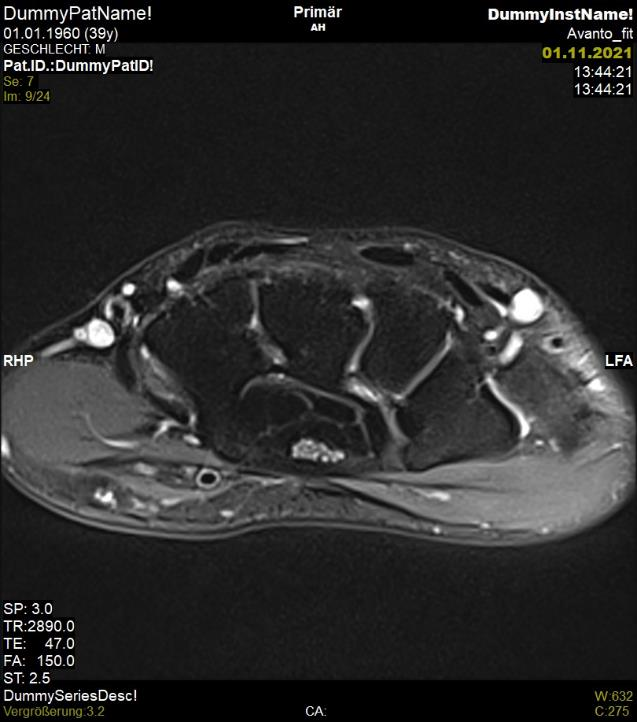 DummyPatName!
01.01.1960 (39y)
GESCHLECHT: M
Pat.ID.:DummyPatID!
Se: 7
Im: 9/24
Primär
AH
DummyInstName!
Avanto_fit
01.11.2021
13:44:21
13:44:21
RHP
LFA
SP: 3.0
TR:2890.0
TE: 47.0
FA: 150.0
ST: 2.5
DummySeriesDesc!
Vergrößerung:3.2
CA:
W:632
C:275